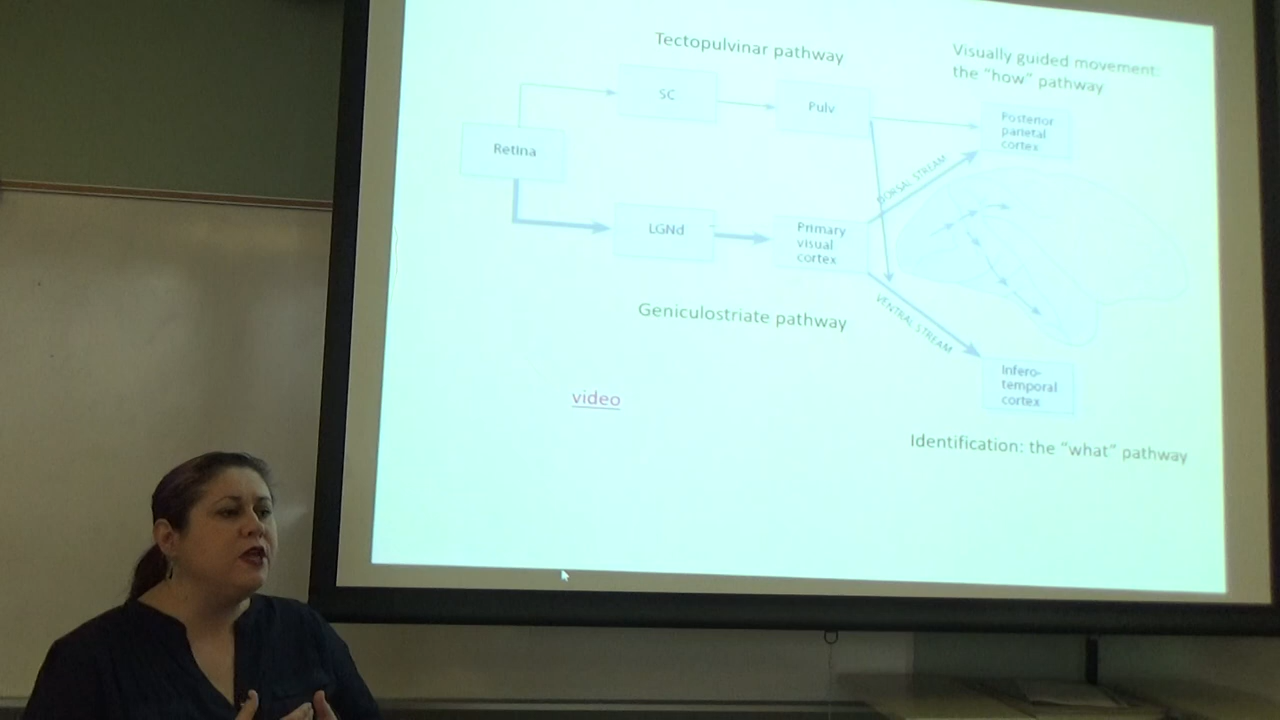 Tectopulvinar pathway
Visually guided movement:
the "how" pathway
SC
Pulv
Posterior
parietal
cortex
Retina
DORSAL STREAM
LGNd
Primary
visual
cortex
Geniculostriate pathway
VENTRAL STREAM
Infero-
temporal
cortex
video
Identification: the "what" pathway